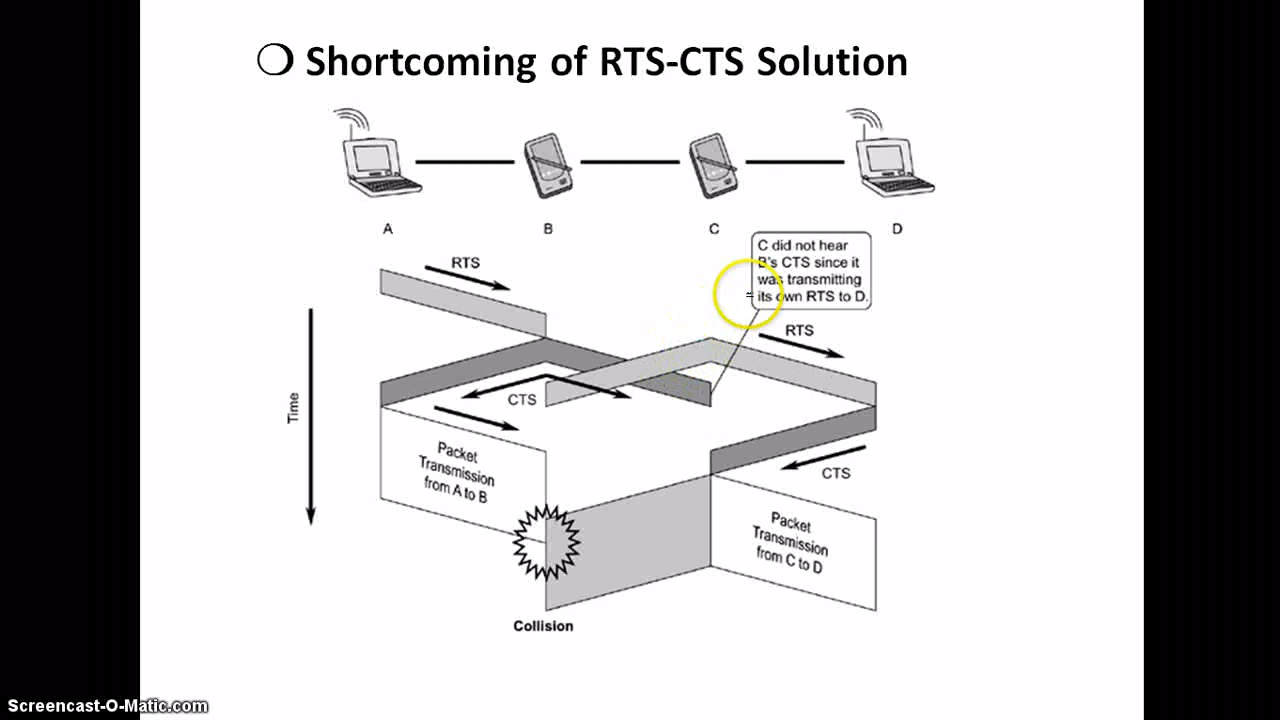 Shortcoming of RTS-CTS Solution
A
B
C
D
C did not hear
B's CTS since it
was transmitting
its own RTS to D.
RTS
RTS
Time
CTS
Packet
Transmission
from A to B
CTS
Packet
Transmission
from C to D
Collision
Screencast-O-Matic.com